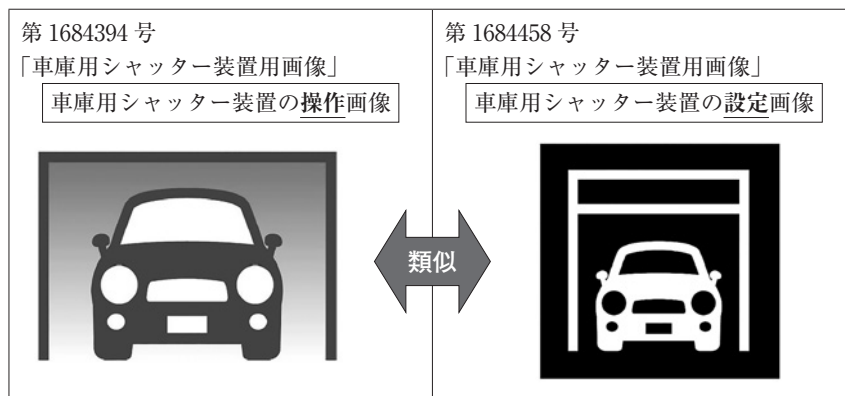 第 1684394 号
「車庫用シャッター装置用画像」
車庫用シャッター装置の操作画像
第 1684458 号
「車庫用シャッター装置用画像」
車庫用シャッター装置の設定画像
類似